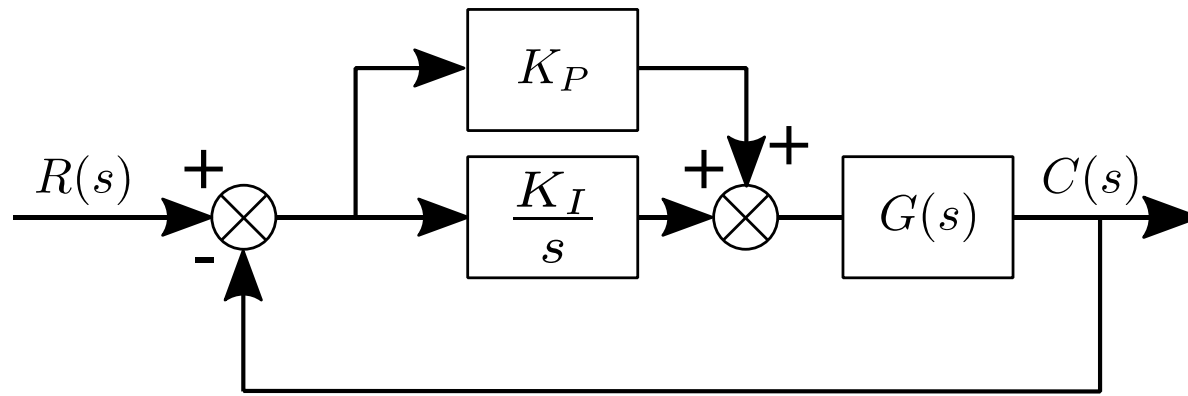 K_P
R(s)
+
+
+
K_I
s
G(s)
C(s)
-